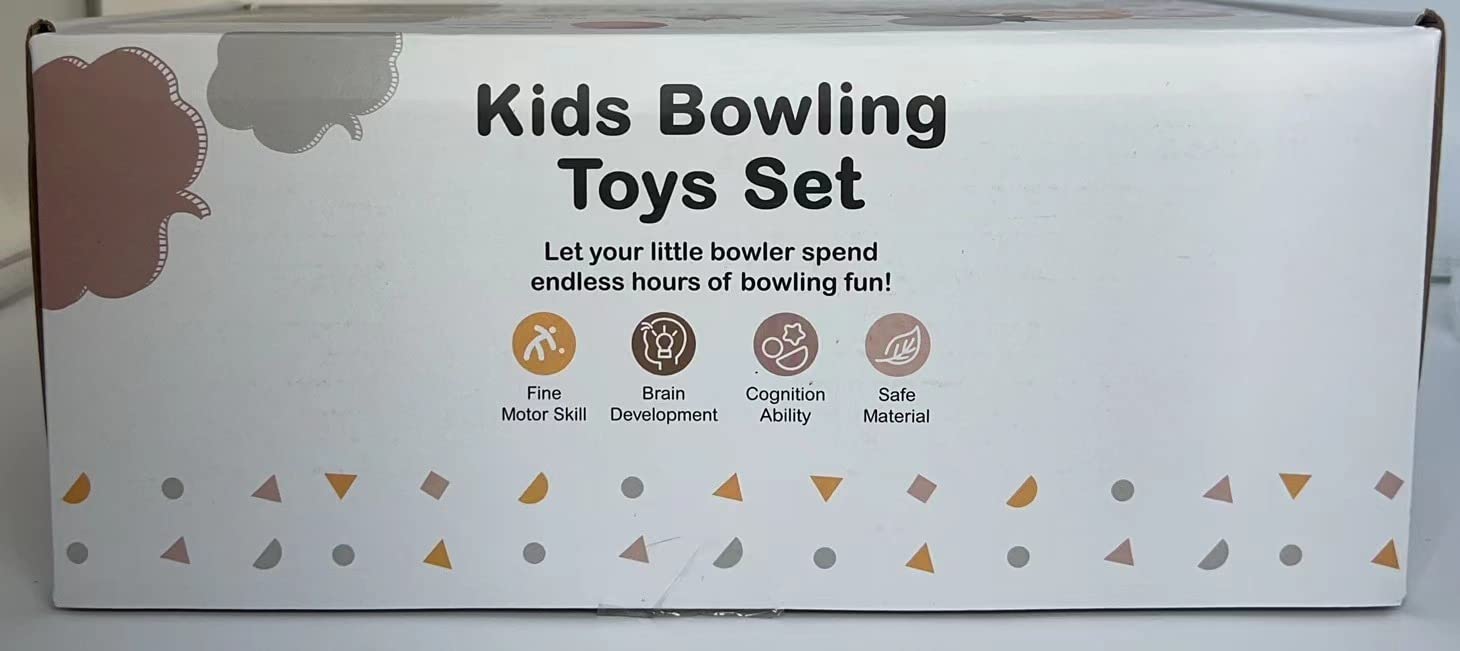 Kids Bowling
Toys Set
Let your little bowler spend
endless hours of bowling fun!
Fine
Motor Skill
Brain
Development
Cognition
Ability
Safe
Material